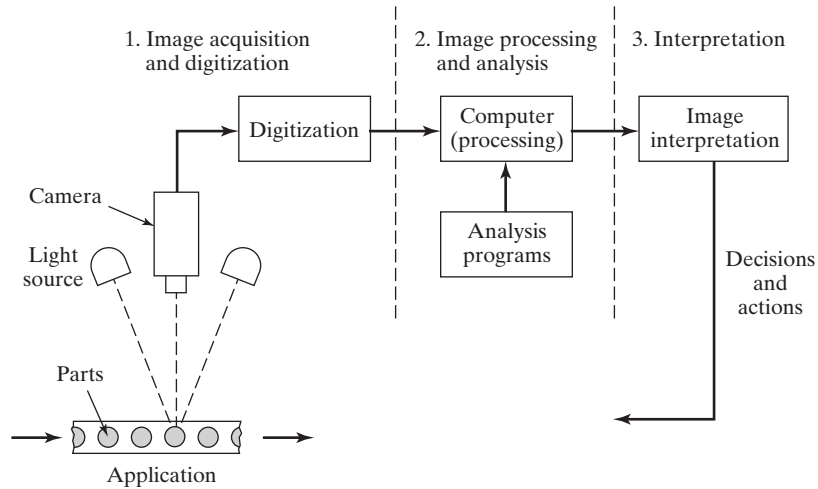 1. Image acquisition
and digitization
2. Image processing
and analysis
3. Interpretation
Digitization
Computer
(processing)
Image
interpretation
Camera
Analysis
programs
Light
source
Decisions
and
actions
Parts
Application